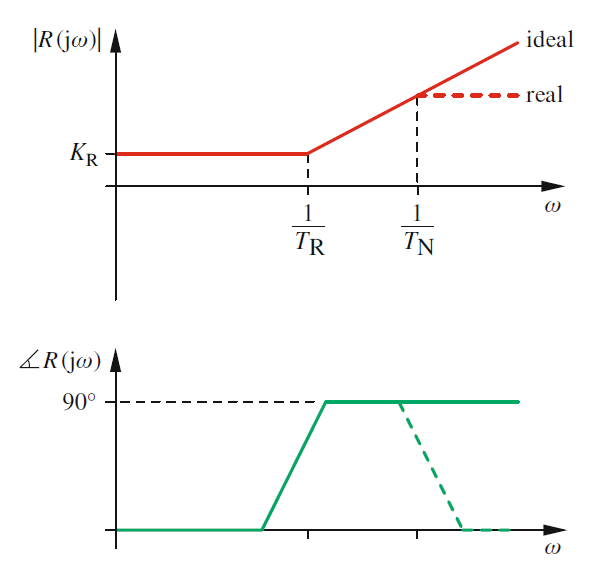 |R(jω)|
ideal
real
K_R
ω
1/T_R
1/T_N
∡R(jω)
90°
ω